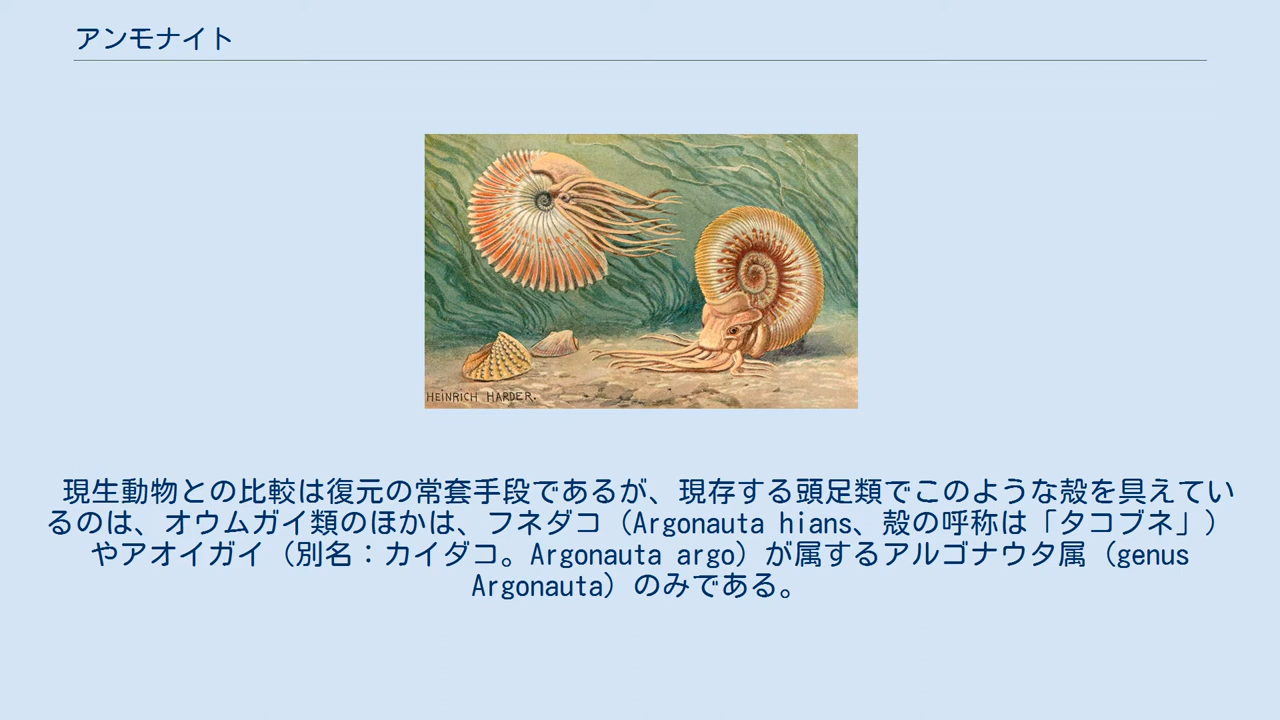 アンモナイト
HEINRICH HARDER.
現生動物との比較は復元の常套手段であるが、現存する頭足類でこのような殻を具えてい
るのは、オウムガイ類のほかは、フネダコ（Argonauta hians、殻の呼称は「タコブネ」）
やアオイガイ（別名：カイダコ。Argonauta argo）が属するアルゴナウタ属（genus
Argonauta）のみである。